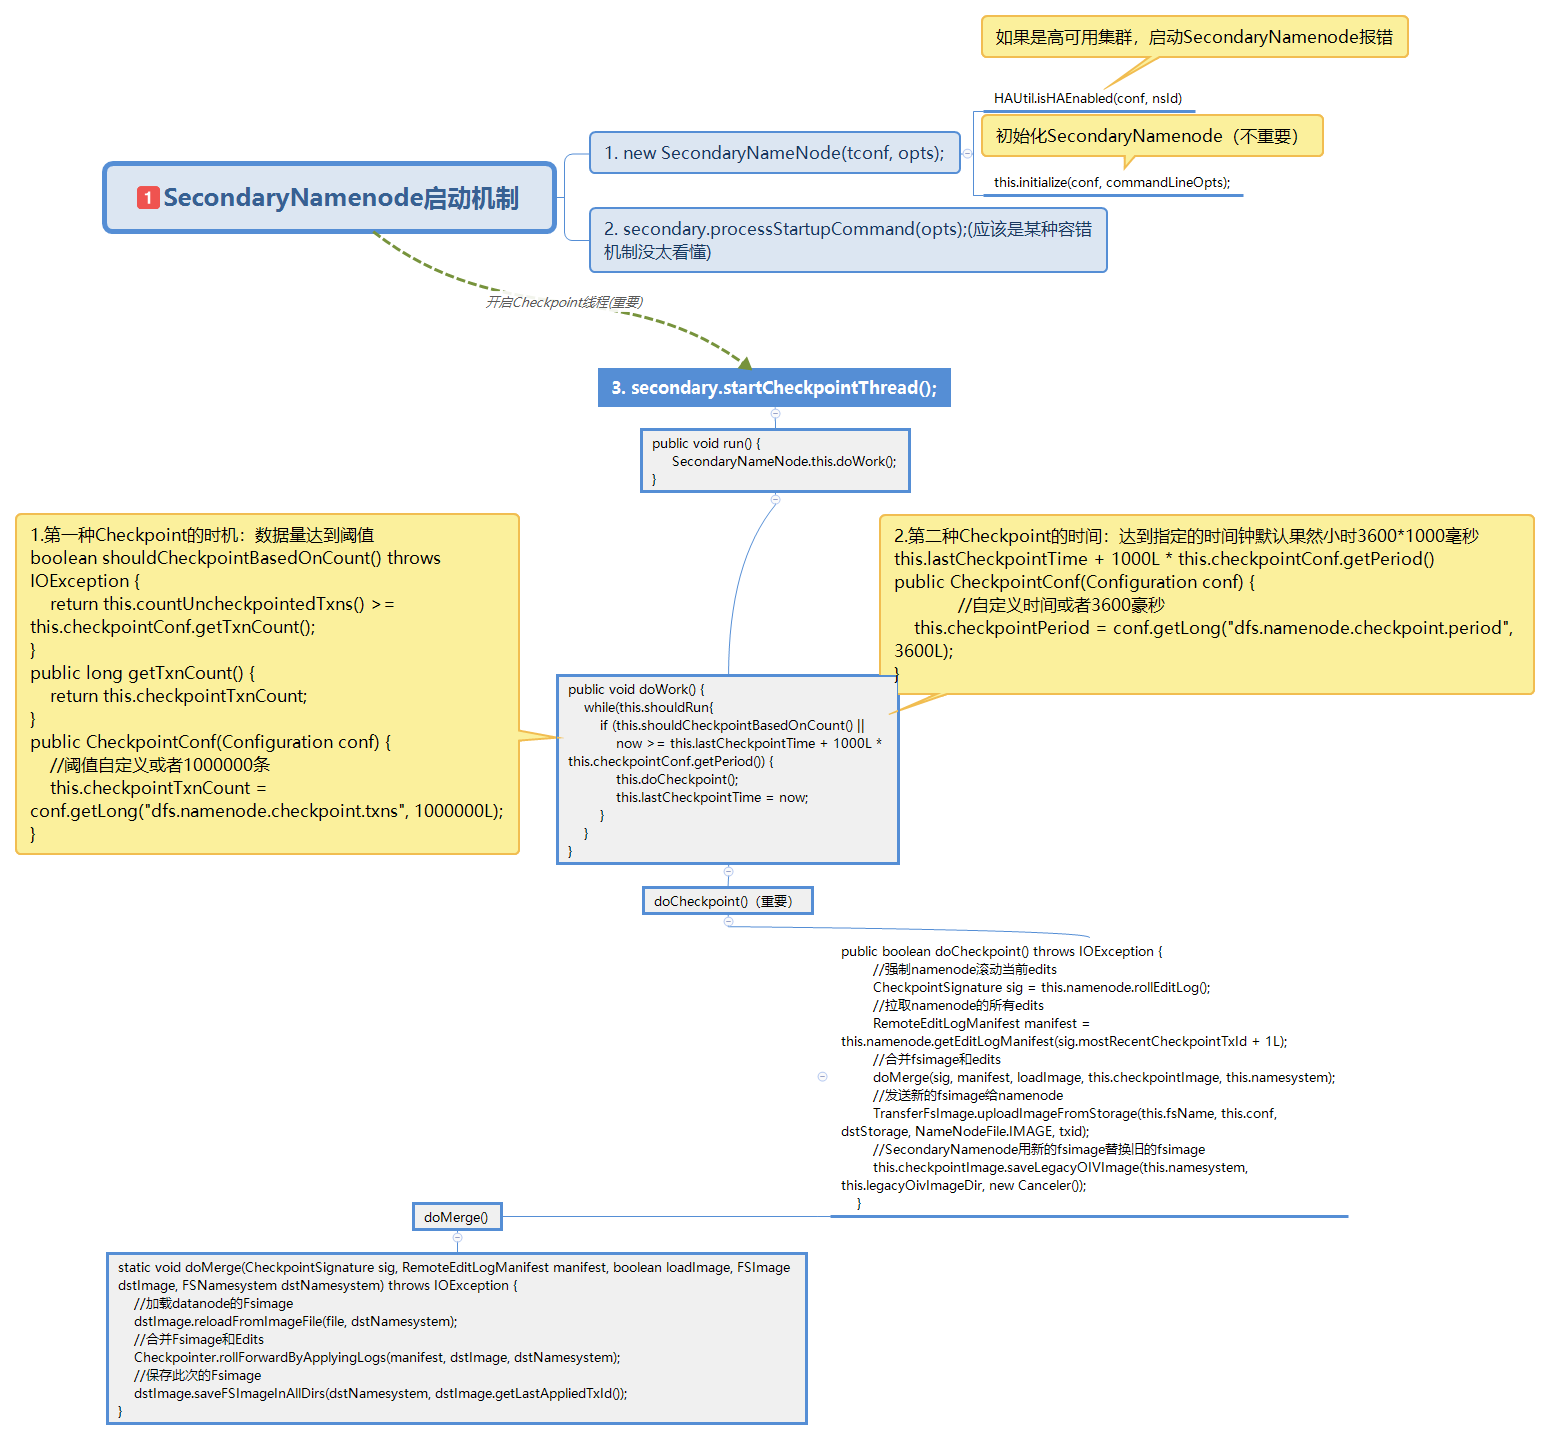 如果是高可用集群，启动SecondaryNamenode报错
HAUtil.isHAEnabled(conf, nsId)
初始化SecondaryNamenode（不重要）
this.initialize(conf, commandLineOpts);
1. new SecondaryNameNode(tconf, opts);
1 SecondaryNamenode启动机制
2. secondary.processStartupCommand(opts);(应该是某种容错
机制没太看懂)
开启Checkpoint线程(重要)
3. secondary.startCheckpointThread();
public void run() {
SecondaryNameNode.this.doWork();
}
1.第一种Checkpoint的时机：数据量达到阈值
boolean shouldCheckpointBasedOnCount() throws
IOException {
return this.countUncheckpointedTxns() >=
this.checkpointConf.getTxnCount();
}
public long getTxnCount() {
return this.checkpointTxnCount;
}
public CheckpointConf(Configuration conf) {
//阈值自定义或者1000000条
this.checkpointTxnCount =
conf.getLong("dfs.namenode.checkpoint.txns", 1000000L);
}
2.第二种Checkpoint的时间：达到指定的时间钟默认果然小时3600*1000毫秒
this.lastCheckpointTime + 1000L * this.checkpointConf.getPeriod()
public CheckpointConf(Configuration conf) {
//自定义时间或者3600豪秒
this.checkpointPeriod = conf.getLong("dfs.namenode.checkpoint.period",
3600L);
}
public void doWork() {
while(this.shouldRun{
if (this.shouldCheckpointBasedOnCount() ||
now >= this.lastCheckpointTime + 1000L *
this.checkpointConf.getPeriod()) {
this.doCheckpoint();
this.lastCheckpointTime = now;
}
}
}
doCheckpoint()（重要）
public boolean doCheckpoint() throws IOException {
//强制namenode滚动当前edits
CheckpointSignature sig = this.namenode.rollEditLog();
//拉取namenode的所有edits
RemoteEditLogManifest manifest =
this.namenode.getEditLogManifest(sig.mostRecentCheckpointTxId + 1L);
//合并fsimage和edits
doMerge(sig, manifest, loadImage, this.checkpointImage, this.namesystem);
//发送新的fsimage给namenode
TransferFsImage.uploadImageFromStorage(this.fsName, this.conf,
dstStorage, NameNodeFile.IMAGE, txid);
//SecondaryNamenode用新的fsimage替换旧的fsimage
this.checkpointImage.saveLegacyOIVImage(this.namesystem,
this.legacyOivImageDir, new Canceler());
}
doMerge()
static void doMerge(CheckpointSignature sig, RemoteEditLogManifest manifest, boolean loadImage, FSImage
dstImage, FSNamesystem dstNamesystem) throws IOException {
//加载datanode的Fsimage
dstImage.reloadFromImageFile(file, dstNamesystem);
//合并Fsimage和Edits
Checkpointer.rollForwardByApplyingLogs(manifest, dstImage, dstNamesystem);
//保存此次的Fsimage
dstImage.saveFSImageInAllDirs(dstNamesystem, dstImage.getLastAppliedTxId());
}